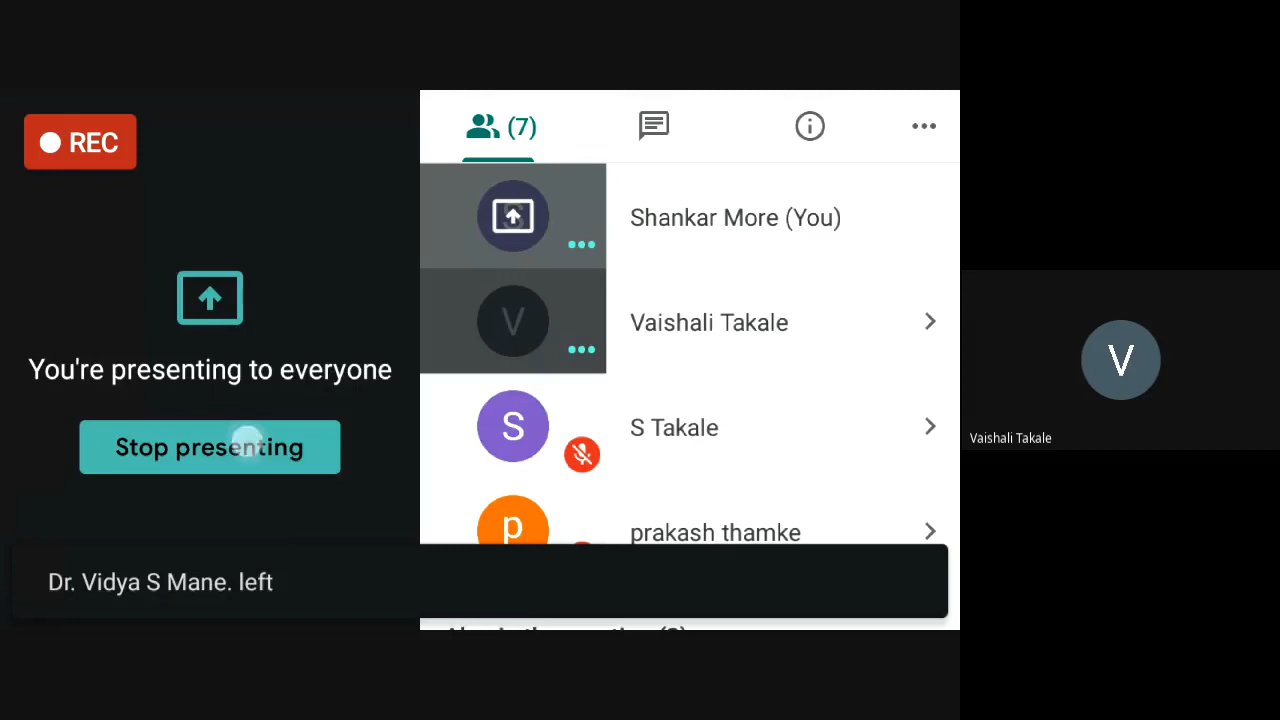 REC
You're presenting to everyone
Stop presenting
(7)
S
Shankar More (You)
V
Vaishali Takale
S
S Takale
p
prakash thamke
Dr. Vidya S Mane. left
V
Vaishali Takale